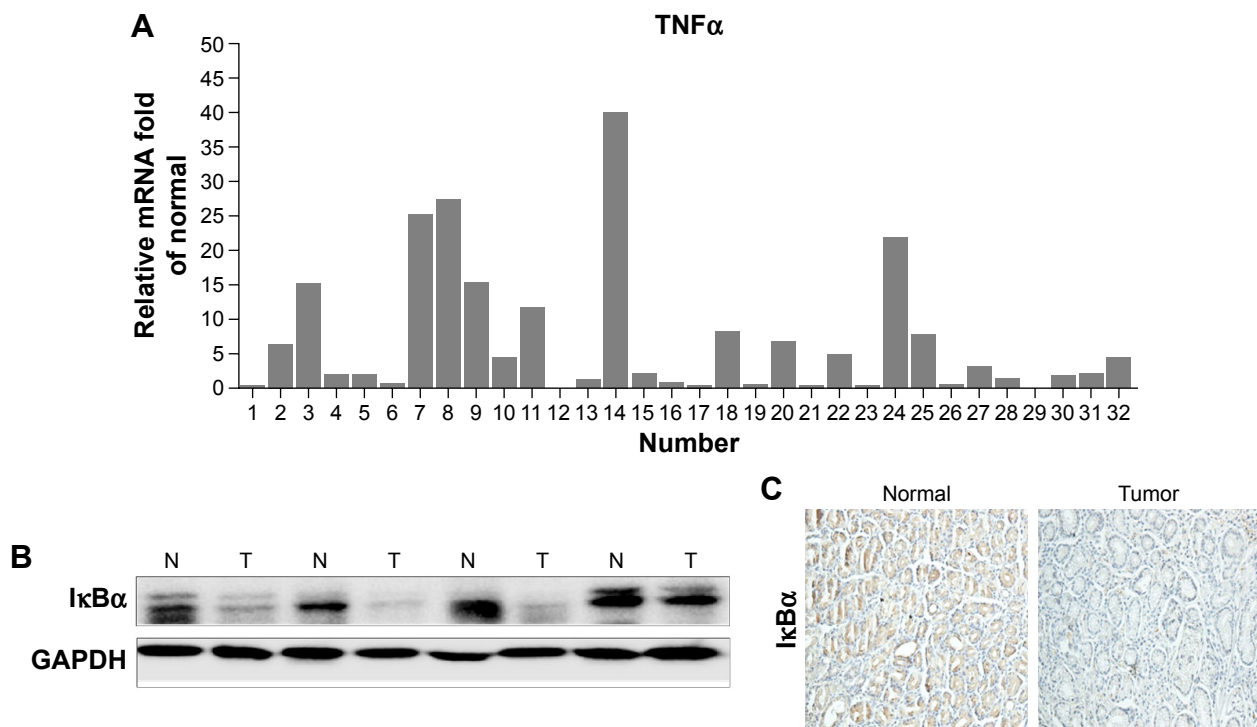 A
TNFα
Relative mRNA fold
of normal
50
45
40
35
30
25
20
15
10
5
0
1 2 3 4 5 6 7 8 9 10 11 12 13 14 15 16 17 18 19 20 21 22 23 24 25 26 27 28 29 30 31 32
Number
B
N T N T N T N T
IκBα
GAPDH
C
Normal Tumor
IκBα